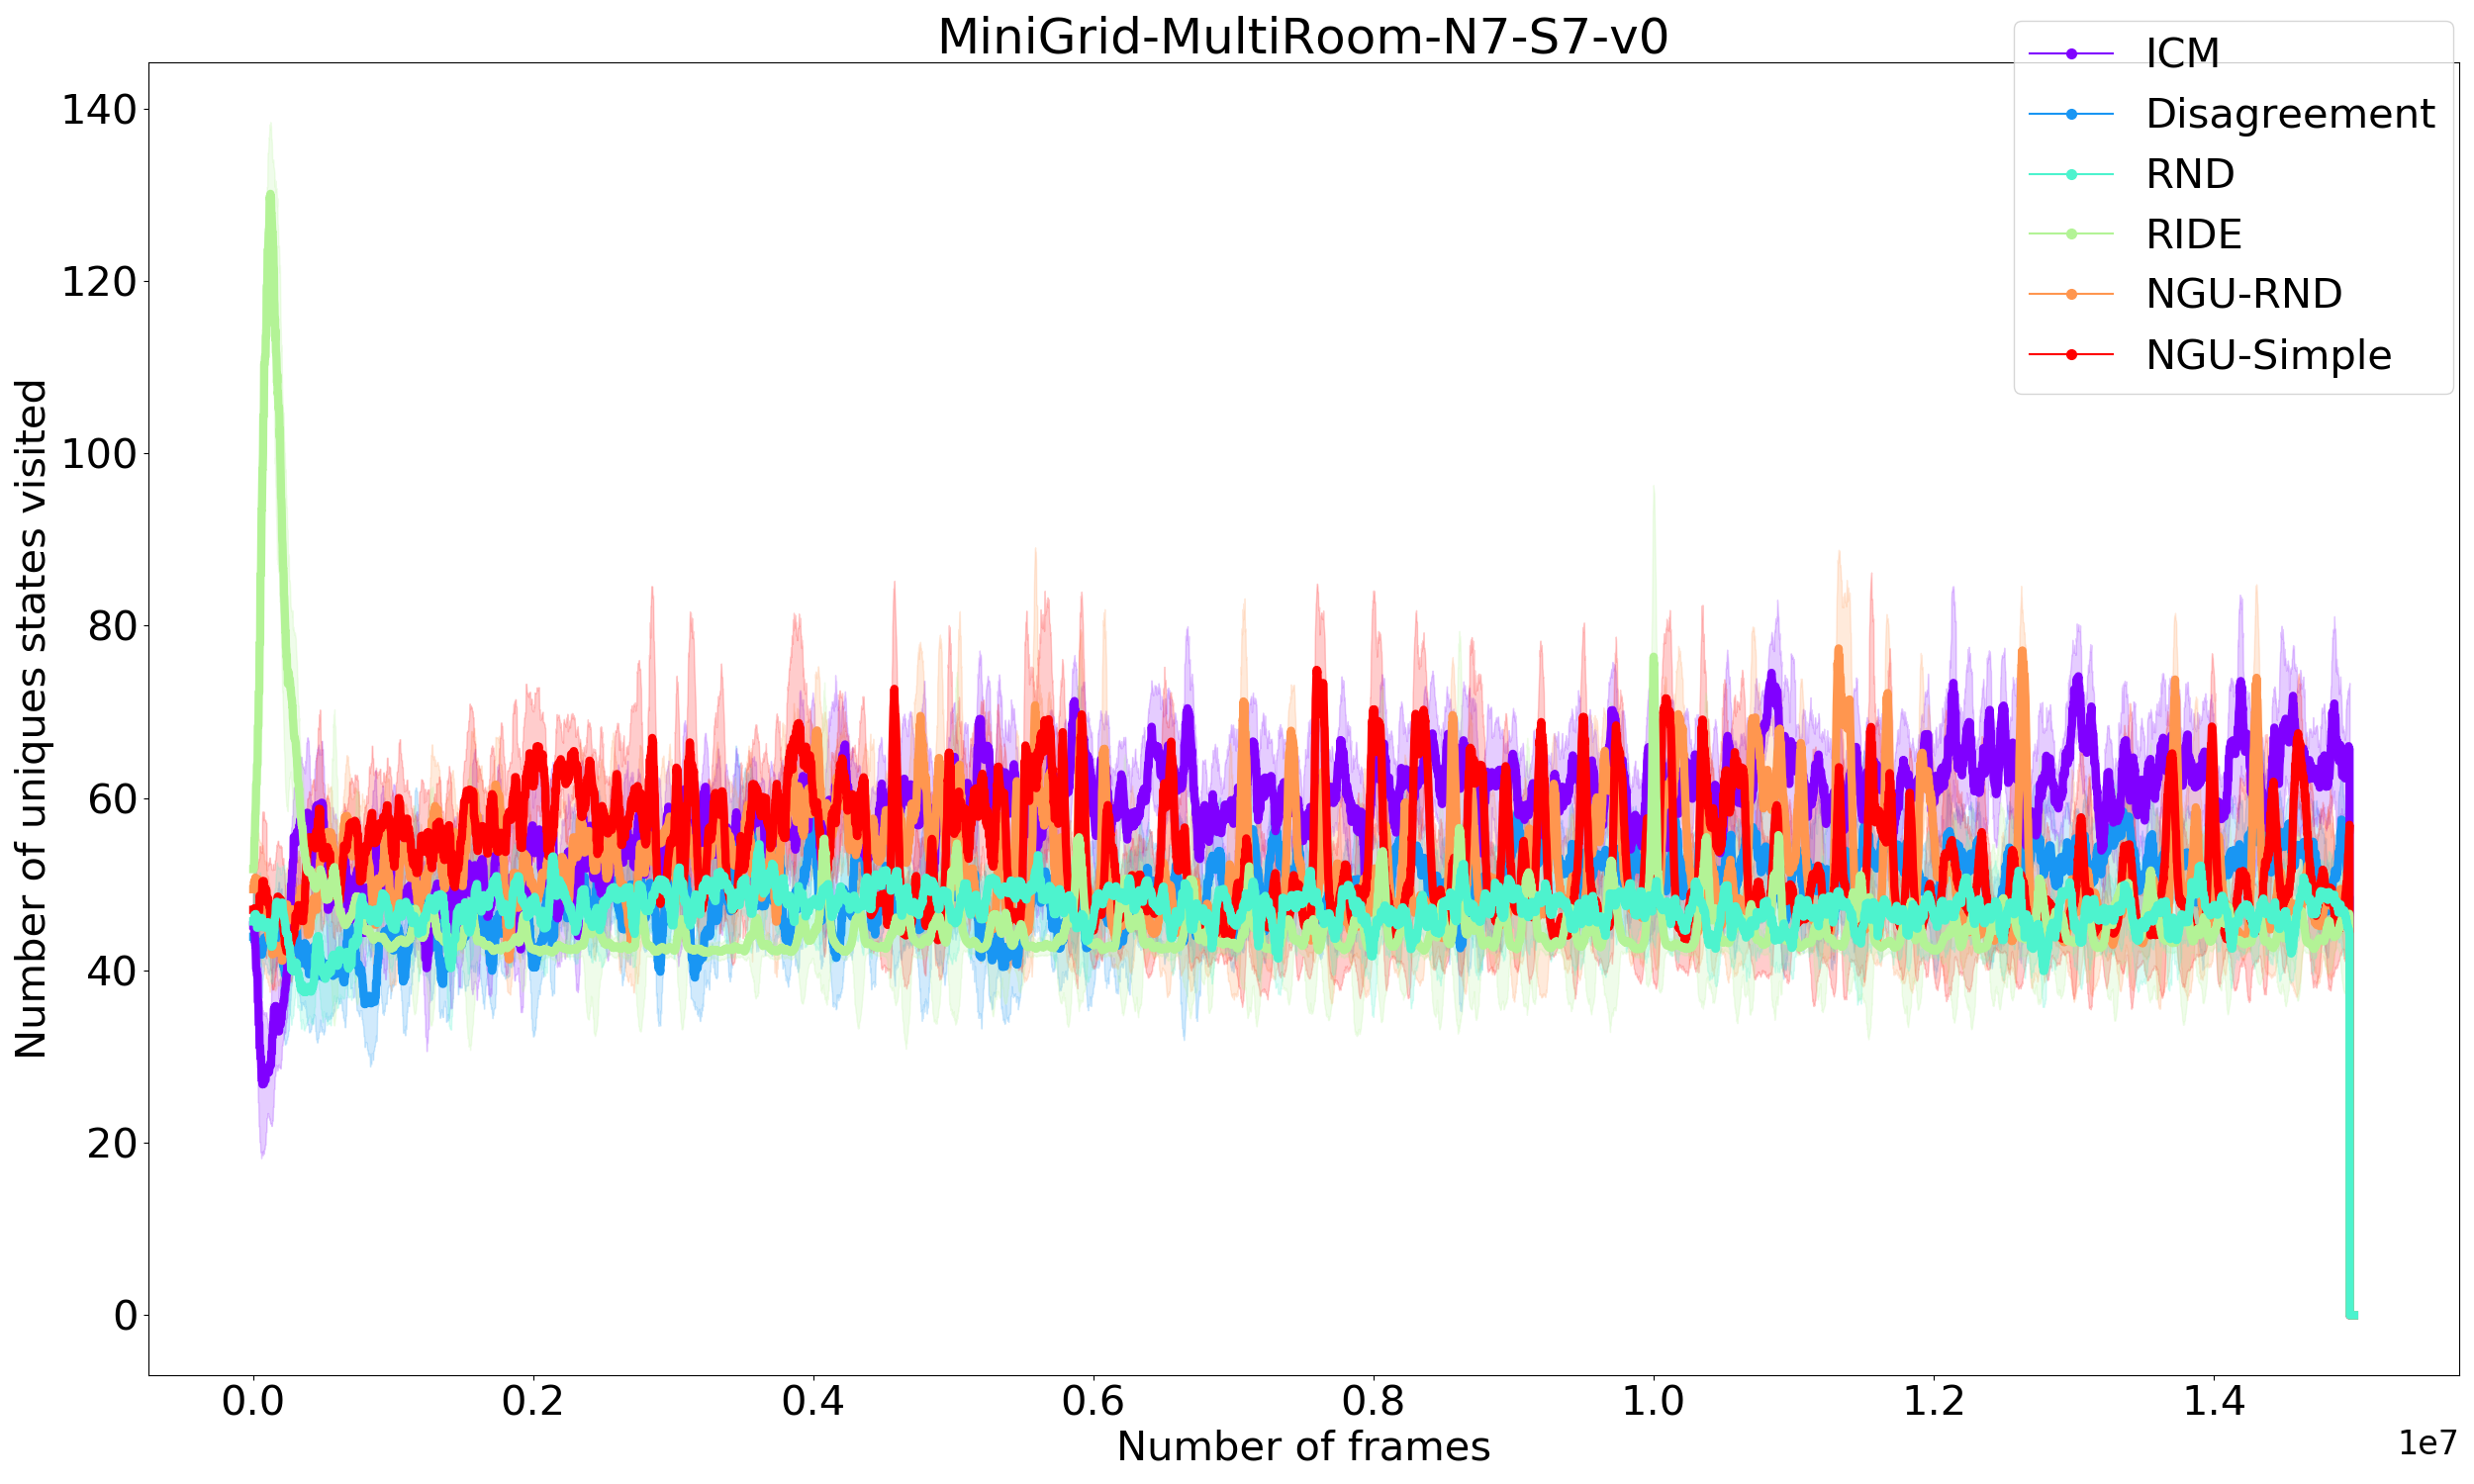 MiniGrid-MultiRoom-N7-S7-v0
ICM
Disagreement
RND
RIDE
NGU-RND
NGU-Simple
140
120
100
80
60
40
20
0
Number of uniques states visited
0.0 0.2 0.4 0.6 0.8 1.0 1.2 1.4
1e7
Number of frames